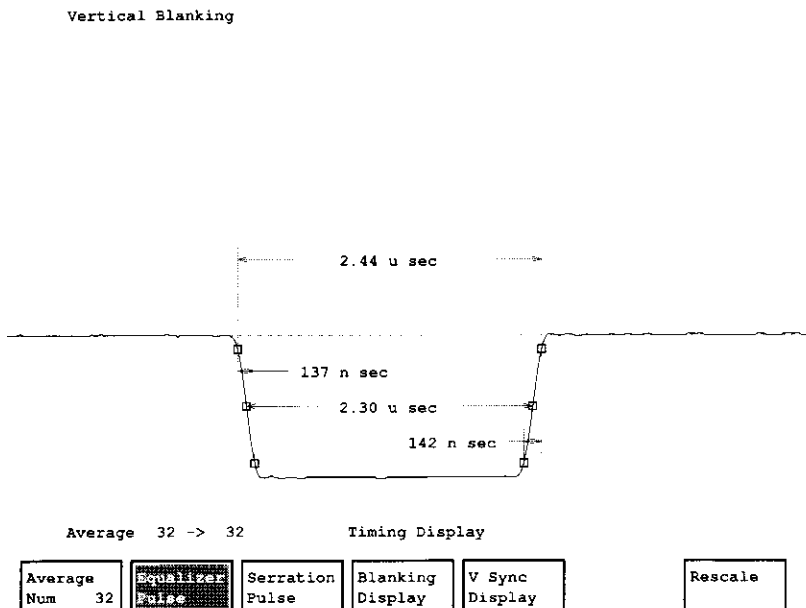 Vertical Blanking
2.44 u sec
137 n sec
2.30 u sec
142 n sec
Average 32 -> 32 Timing Display
Average
Num 32
Equalizer
Pulse
Serration
Pulse
Blanking
Display
V Sync
Display
Rescale